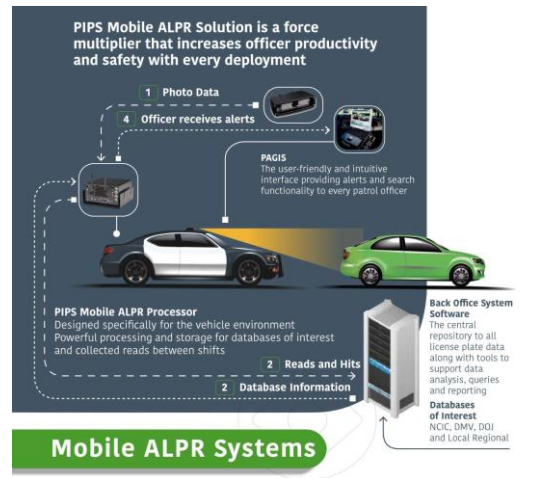 PIPS Mobile ALPR Solution is a force
multiplier that increases officer productivity
and safety with every deployment
1 Photo Data
4 Officer receives alerts
PAGIS
The user-friendly and intuitive
interface providing alerts and search
functionality to every patrol officer
PIPS Mobile ALPR Processor
Designed specifically for the vehicle environment
Powerful processing and storage for databases of interest
and collected reads between shifts
2 Reads and Hits
2 Database Information
Back Office System
Software
The central
repository to all
license plate data
along with tools to
support data
analysis, queries
and reporting
Databases
of Interest
NCIC, DMV, DOJ
and Local Regional
Mobile ALPR Systems